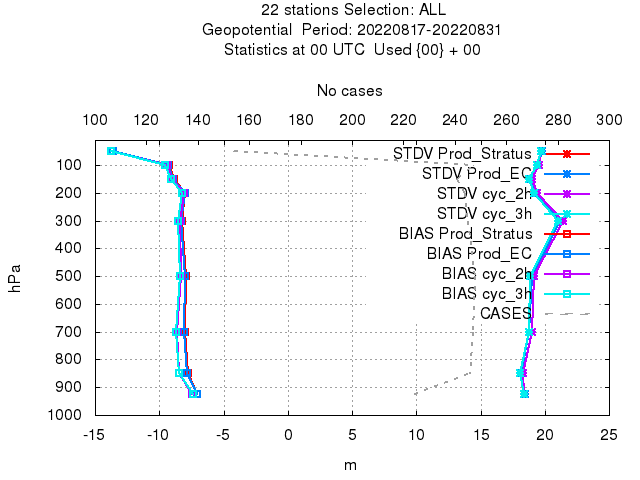 22 stations Selection: ALL
Geopotential  Period: 20220817-20220831
Statistics at 00 UTC  Used {00} + 00
No cases
100 120 140 160 180 200 220 240 260 280 300
STDV Prod_Stratus
STDV Prod_EC
STDV cyc_2h
STDV cyc_3h
BIAS Prod_Stratus
BIAS Prod_EC
BIAS cyc_2h
BIAS cyc_3h
CASES
hPa
100
200
300
400
500
600
700
800
900
1000
-15 -10 -5 0 5 10 15 20 25
m